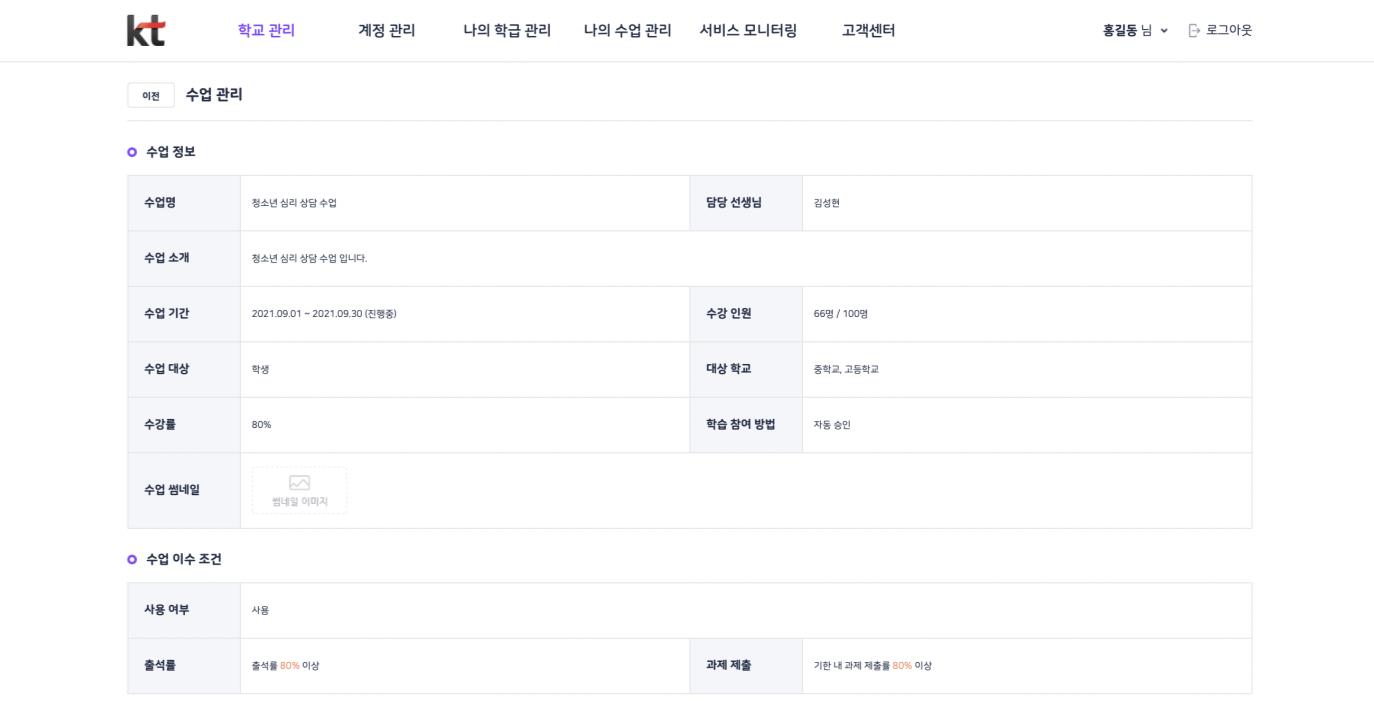 kt 학교 관리 계정 관리 나의 학급 관리 나의 수업 관리 서비스 모니터링 고객센터 홍길동 님 로그아웃
이전 수업 관리
수업 정보
수업명 청소년 심리 상담 수업 담당 선생님 김성현
수업 소개 청소년 심리 상담 수업 입니다.
수업 기간 2021.09.01 ~ 2021.09.30 (진행중) 수강 인원 66명 / 100명
수업 대상 학생 대상 학교 중학교, 고등학교
수강률 80% 학습 참여 방법 자동 승인
수업 썸네일 썸네일 이미지
수업 이수 조건
사용 여부 사용
출석률 출석률 80% 이상 과제 제출 기한 내 과제 제출률 80% 이상